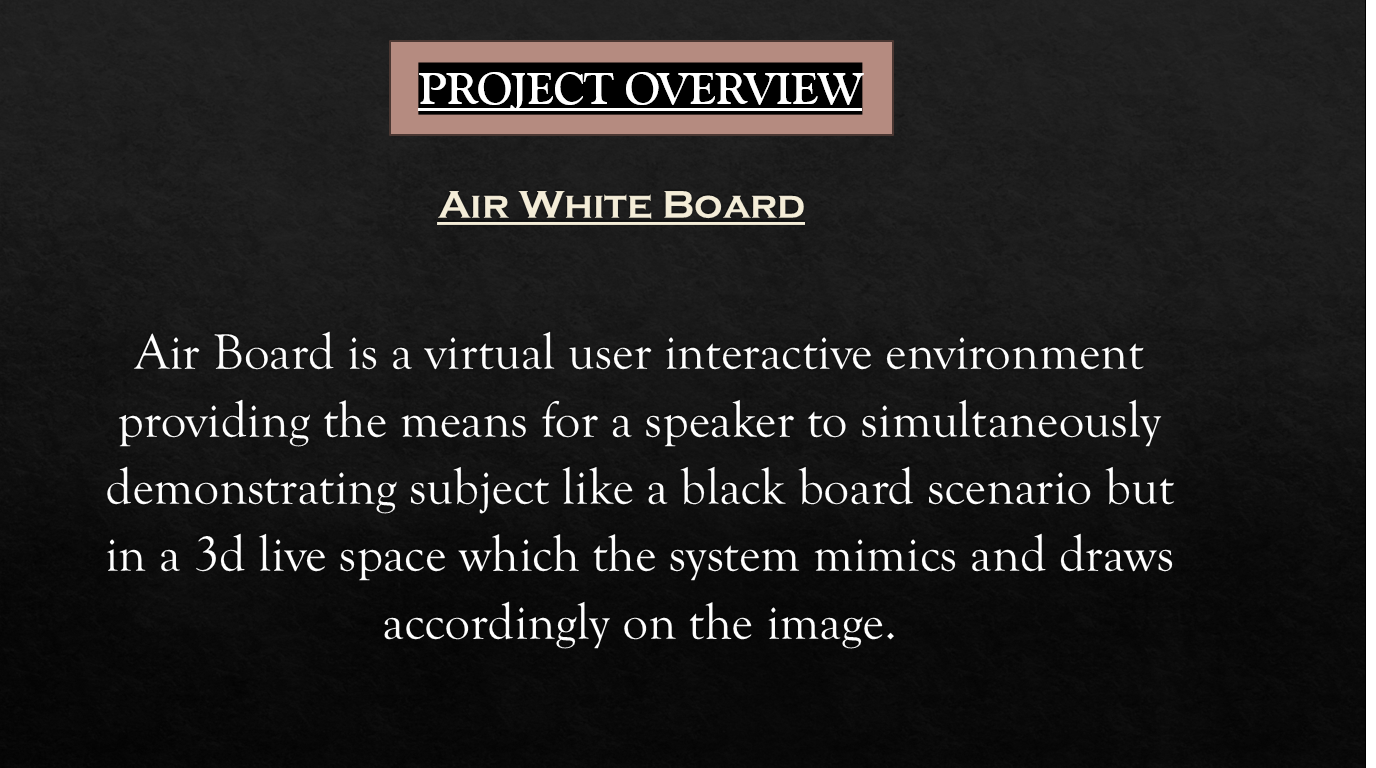 PROJECT OVERVIEW
Air White Board
Air Board is a virtual user interactive environment
providing the means for a speaker to simultaneously
demonstrating subject like a black board scenario but
in a 3d live space which the system mimics and draws
accordingly on the image.